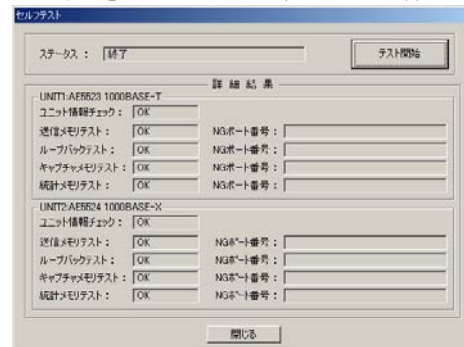 セルフテスト
ステータス： 終了 テスト開始
詳細結果
UNIT1:AE5523 1000BASE-T
ユニット情報チェック： OK
送信メモリテスト： OK NGポート番号：
ループバックテスト： OK NGポート番号：
キャプチャメモリテスト： OK NGポート番号：
統計メモリテスト： OK NGポート番号：
UNIT2:AE5524 1000BASE-X
ユニット情報チェック： OK
送信メモリテスト： OK NGポート番号：
ループバックテスト： OK NGポート番号：
キャプチャメモリテスト： OK NGポート番号：
統計メモリテスト： OK NGポート番号：
閉じる